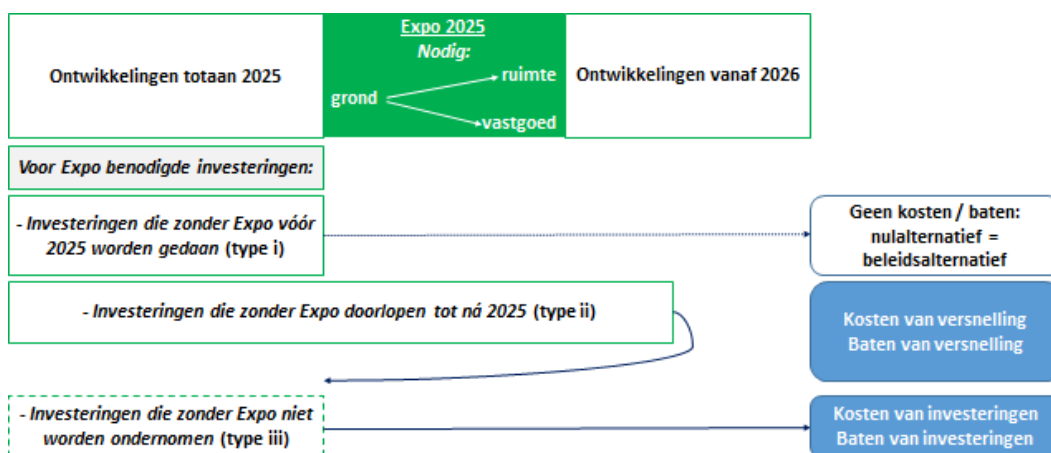 Expo 2025
Nodig:
Ontwikkelingen totaan 2025
ruimte
Ontwikkelingen vanaf 2026
grond
vastgoed
Voor Expo benodigde investeringen:
- Investeringen die zonder Expo vóór
2025 worden gedaan (type i)
Geen kosten / baten:
nulalternatief =
beleidsalternatief
- Investeringen die zonder Expo doorlopen tot ná 2025 (type ii)
Kosten van versnelling
Baten van versnelling
- Investeringen die zonder Expo niet
worden ondernomen (type iii)
Kosten van investeringen
Baten van investeringen